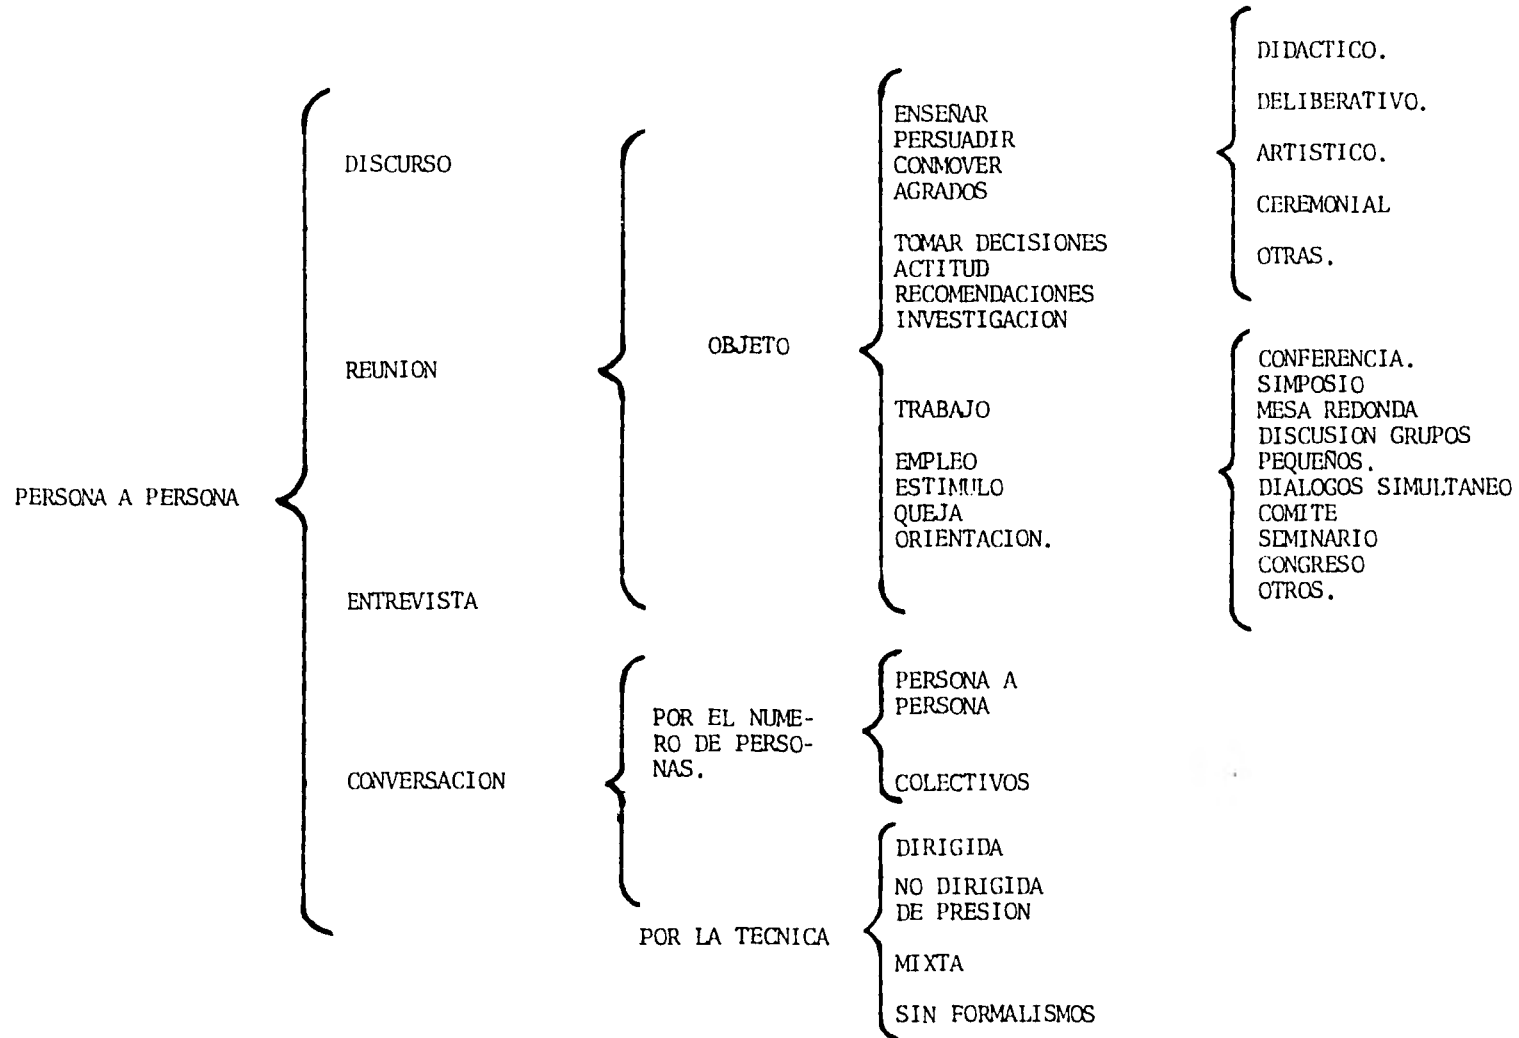 PERSONA A PERSONA
DISCURSO
REUNION
ENTREVISTA
CONVERSACION
OBJETO
POR EL NUME-
RO DE PERSO-
NAS.
POR LA TECNICA
ENSEÑAR
PERSUADIR
CONMOVER
AGRADOS
TOMAR DECISIONES
ACTITUD
RECOMENDACIONES
INVESTIGACION
TRABAJO
EMPLEO
ESTIMULO
QUEJA
ORIENTACION.
PERSONA A
PERSONA
COLECTIVOS
DIRIGIDA
NO DIRIGIDA
DE PRESION
MIXTA
SIN FORMALISMOS
DIDACTICO.
DELIBERATIVO.
ARTISTICO.
CEREMONIAL
OTRAS.
CONFERENCIA.
SIMPOSIO
MESA REDONDA
DISCUSION GRUPOS
PEQUEÑOS.
DIALOGOS SIMULTANEO
COMITE
SEMINARIO
CONGRESO
OTROS.